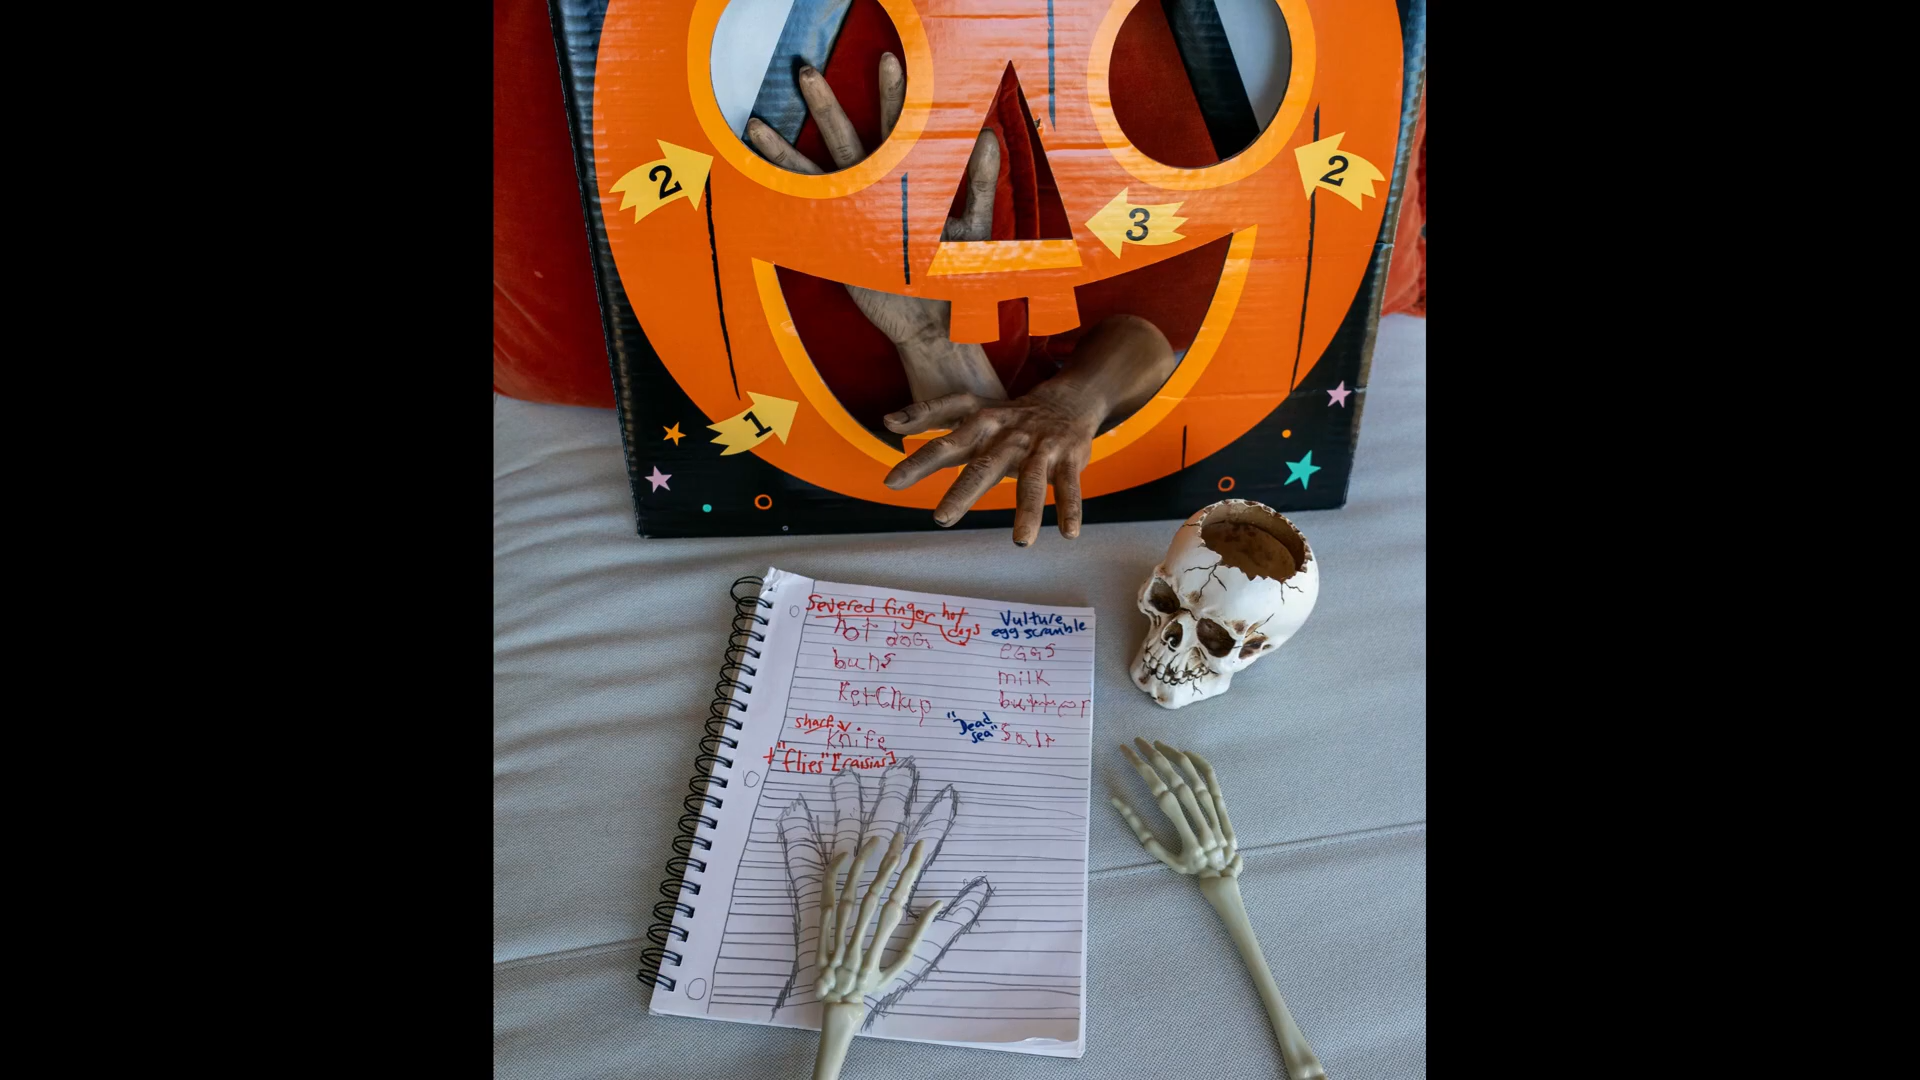 2
2
3
1
Severed finger hot dogs
hot dogs
buns
Ketchup
sharp knife
+ "flies" [raisins]
Vulture
egg scramble
eggs
milk
butter
"Dead sea" Salt